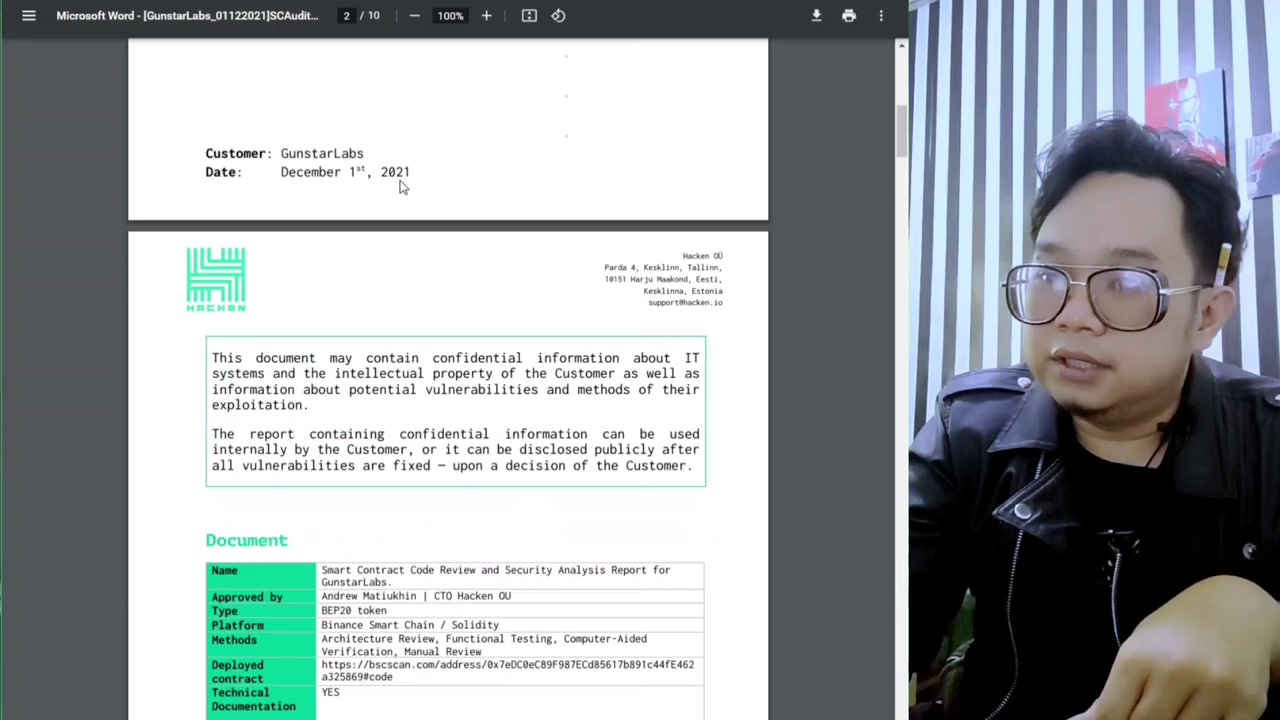 Microsoft Word - [GunstarLabs_01122021]SCAudit...
2 / 10
100%
Customer: GunstarLabs
Date: December 1st, 2021
HACKEN
Hacken OÜ
Parda 4, Kesklinn, Tallinn,
10151 Harju Maakond, Eesti,
Kesklinna, Estonia
support@hacken.io
This document may contain confidential information about IT
systems and the intellectual property of the Customer as well as
information about potential vulnerabilities and methods of their
exploitation.
The report containing confidential information can be used
internally by the Customer, or it can be disclosed publicly after
all vulnerabilities are fixed – upon a decision of the Customer.
Document
Name Smart Contract Code Review and Security Analysis Report for
GunstarLabs.
Approved by Andrew Matiukhin | CTO Hacken OU
Type BEP20 token
Platform Binance Smart Chain / Solidity
Methods Architecture Review, Functional Testing, Computer-Aided
Verification, Manual Review
Deployed https://bscscan.com/address/0x7eDC0eC89F987ECd85617b891c44fE462
contract a325869#code
Technical YES
Documentation